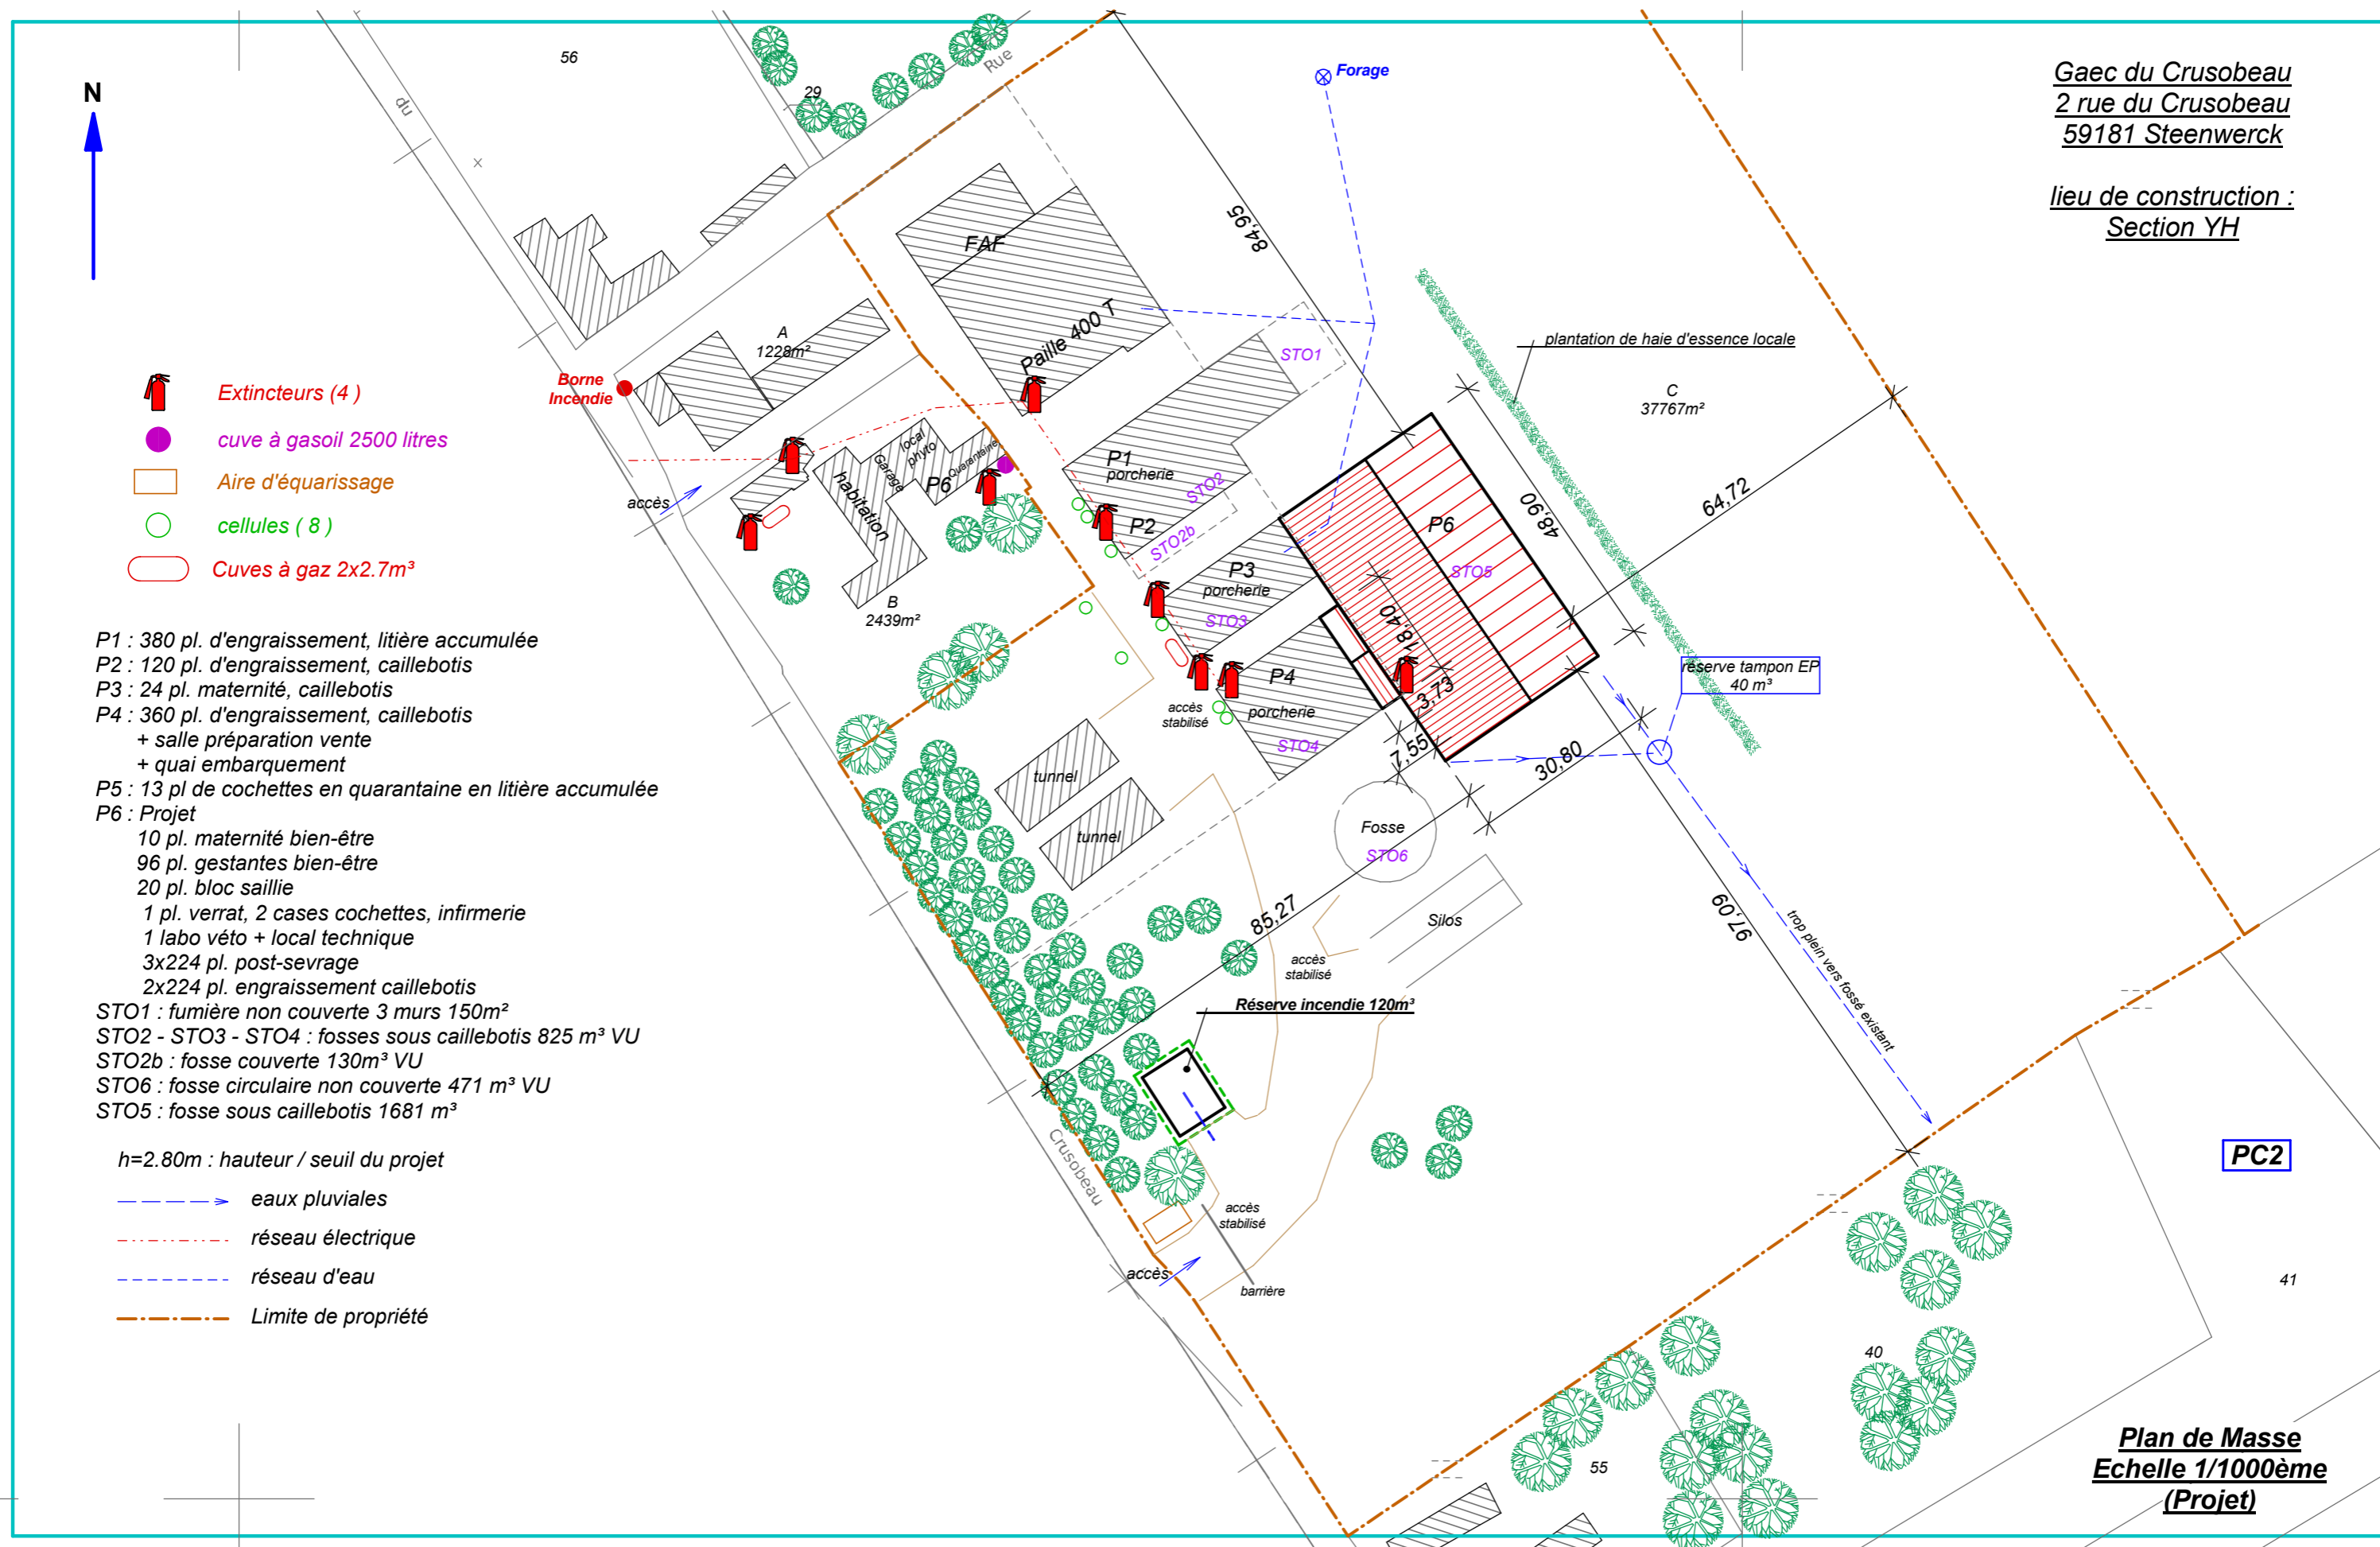 56
29
du
Rue
N
Forage
Gaec du Crusobeau
2 rue du Crusobeau
59181 Steenwerck
lieu de construction :
Section YH
84,95
FAF
Paille 400 T
STO1
A
1228m²
Borne
Incendie
plantation de haie d'essence locale
C
37767m²
Extincteurs (4 )
cuve à gasoil 2500 litres
Aire d'équarissage
cellules ( 8 )
Cuves à gaz 2x2.7m³
accès
habitation
Garage
local
phyto
P6
Quarantaine
B
2439m²
P1
porcherie
STO2
P2
STO2b
P3
porcherie
STO3
P4
porcherie
STO4
P6
STO5
48,90
64,72
18,40
3,73
7,55
30,80
réserve tampon EP
40 m³
accès
stabilisé
P1 : 380 pl. d'engraissement, litière accumulée
P2 : 120 pl. d'engraissement, caillebotis
P3 : 24 pl. maternité, caillebotis
P4 : 360 pl. d'engraissement, caillebotis
+ salle préparation vente
+ quai embarquement
P5 : 13 pl de cochettes en quarantaine en litière accumulée
P6 : Projet
10 pl. maternité bien-être
96 pl. gestantes bien-être
20 pl. bloc saillie
1 pl. verrat, 2 cases cochettes, infirmerie
1 labo véto + local technique
3x224 pl. post-sevrage
2x224 pl. engraissement caillebotis
STO1 : fumière non couverte 3 murs 150m²
STO2 - STO3 - STO4 : fosses sous caillebotis 825 m³ VU
STO2b : fosse couverte 130m³ VU
STO6 : fosse circulaire non couverte 471 m³ VU
STO5 : fosse sous caillebotis 1681 m³
tunnel
tunnel
Fosse
STO6
Silos
85,27
97,09
trop plein vers fossé existant
accès
stabilisé
Réserve incendie 120m³
Crusobeau
accès
stabilisé
accès
barrière
h=2.80m : hauteur / seuil du projet
eaux pluviales
réseau électrique
réseau d'eau
Limite de propriété
PC2
41
40
55
Plan de Masse
Echelle 1/1000ème
(Projet)